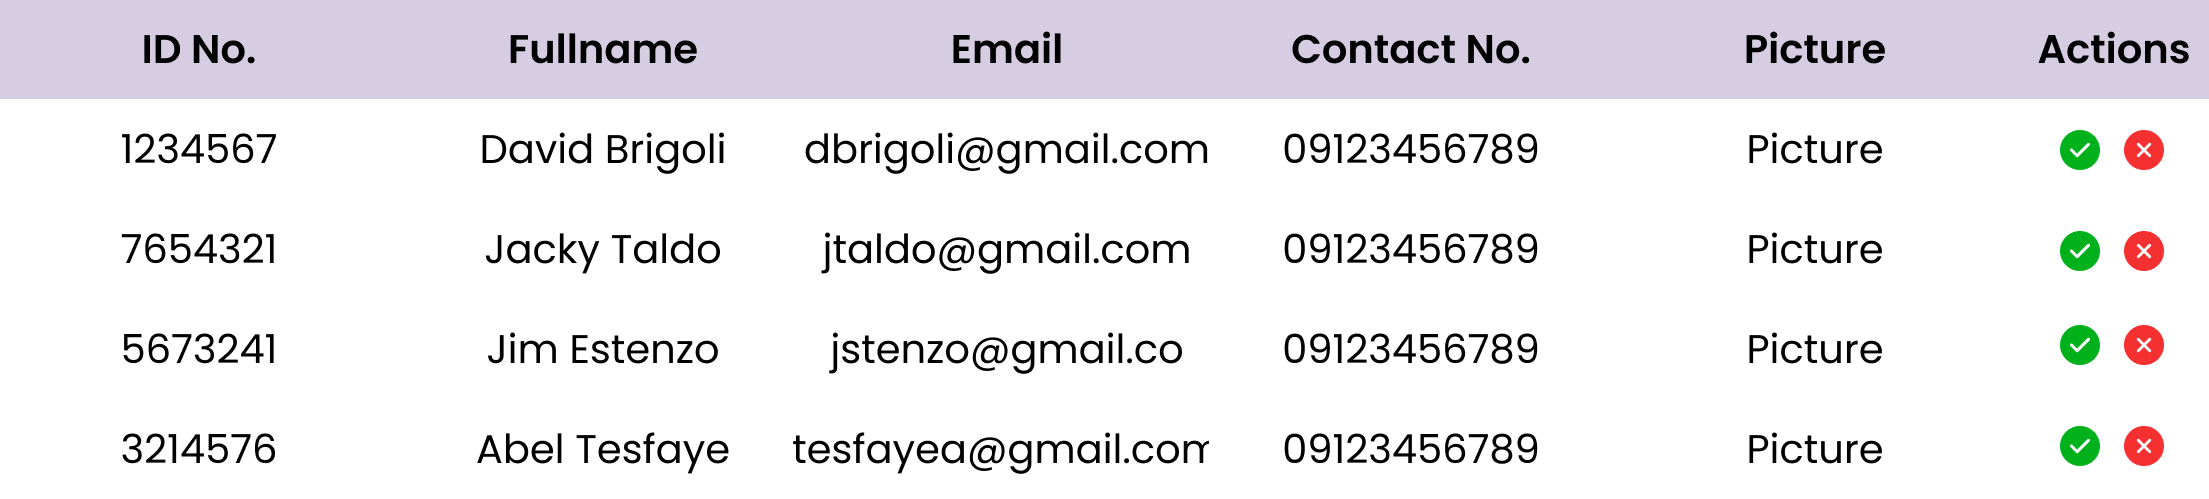 ID No. Fullname Email Contact No. Picture Actions
1234567 David Brigoli dbrigoli@gmail.com 09123456789 Picture
7654321 Jacky Taldo jtaldo@gmail.com 09123456789 Picture
5673241 Jim Estenzo jstenzo@gmail.co 09123456789 Picture
3214576 Abel Tesfaye tesfayea@gmail.com 09123456789 Picture